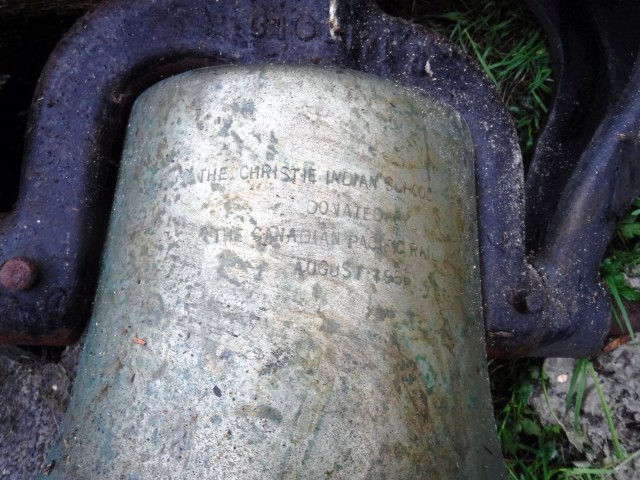 THE CHRISTIE INDIAN SCHOOL
DONATED BY
THE CANADIAN PACIFIC
AUGUST